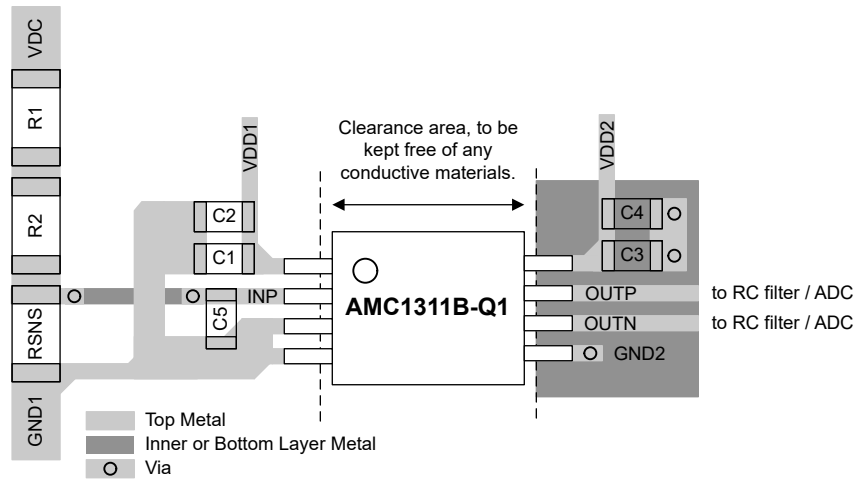 VDC
R1
R2
RSNS
GND1
VDD1
C2
C1
C5
INP
Clearance area, to be
kept free of any
conductive materials.
AMC1311B-Q1
VDD2
C4
C3
OUTP
to RC filter / ADC
OUTN
to RC filter / ADC
GND2
Top Metal
Inner or Bottom Layer Metal
Via